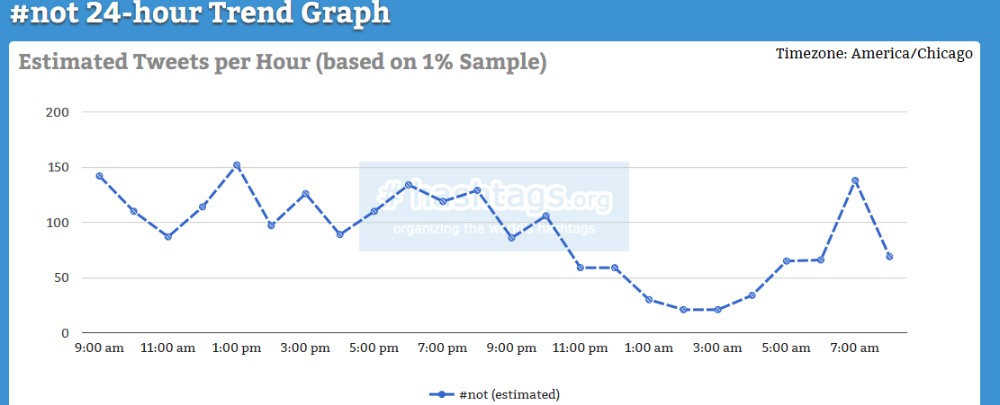 #not 24-hour Trend Graph
Estimated Tweets per Hour (based on 1% Sample)
Timezone: America/Chicago
200
150
100
50
0
#hashtags.org
organizing the world's hashtags
9:00 am 11:00 am 1:00 pm 3:00 pm 5:00 pm 7:00 pm 9:00 pm 11:00 pm 1:00 am 3:00 am 5:00 am 7:00 am
#not (estimated)